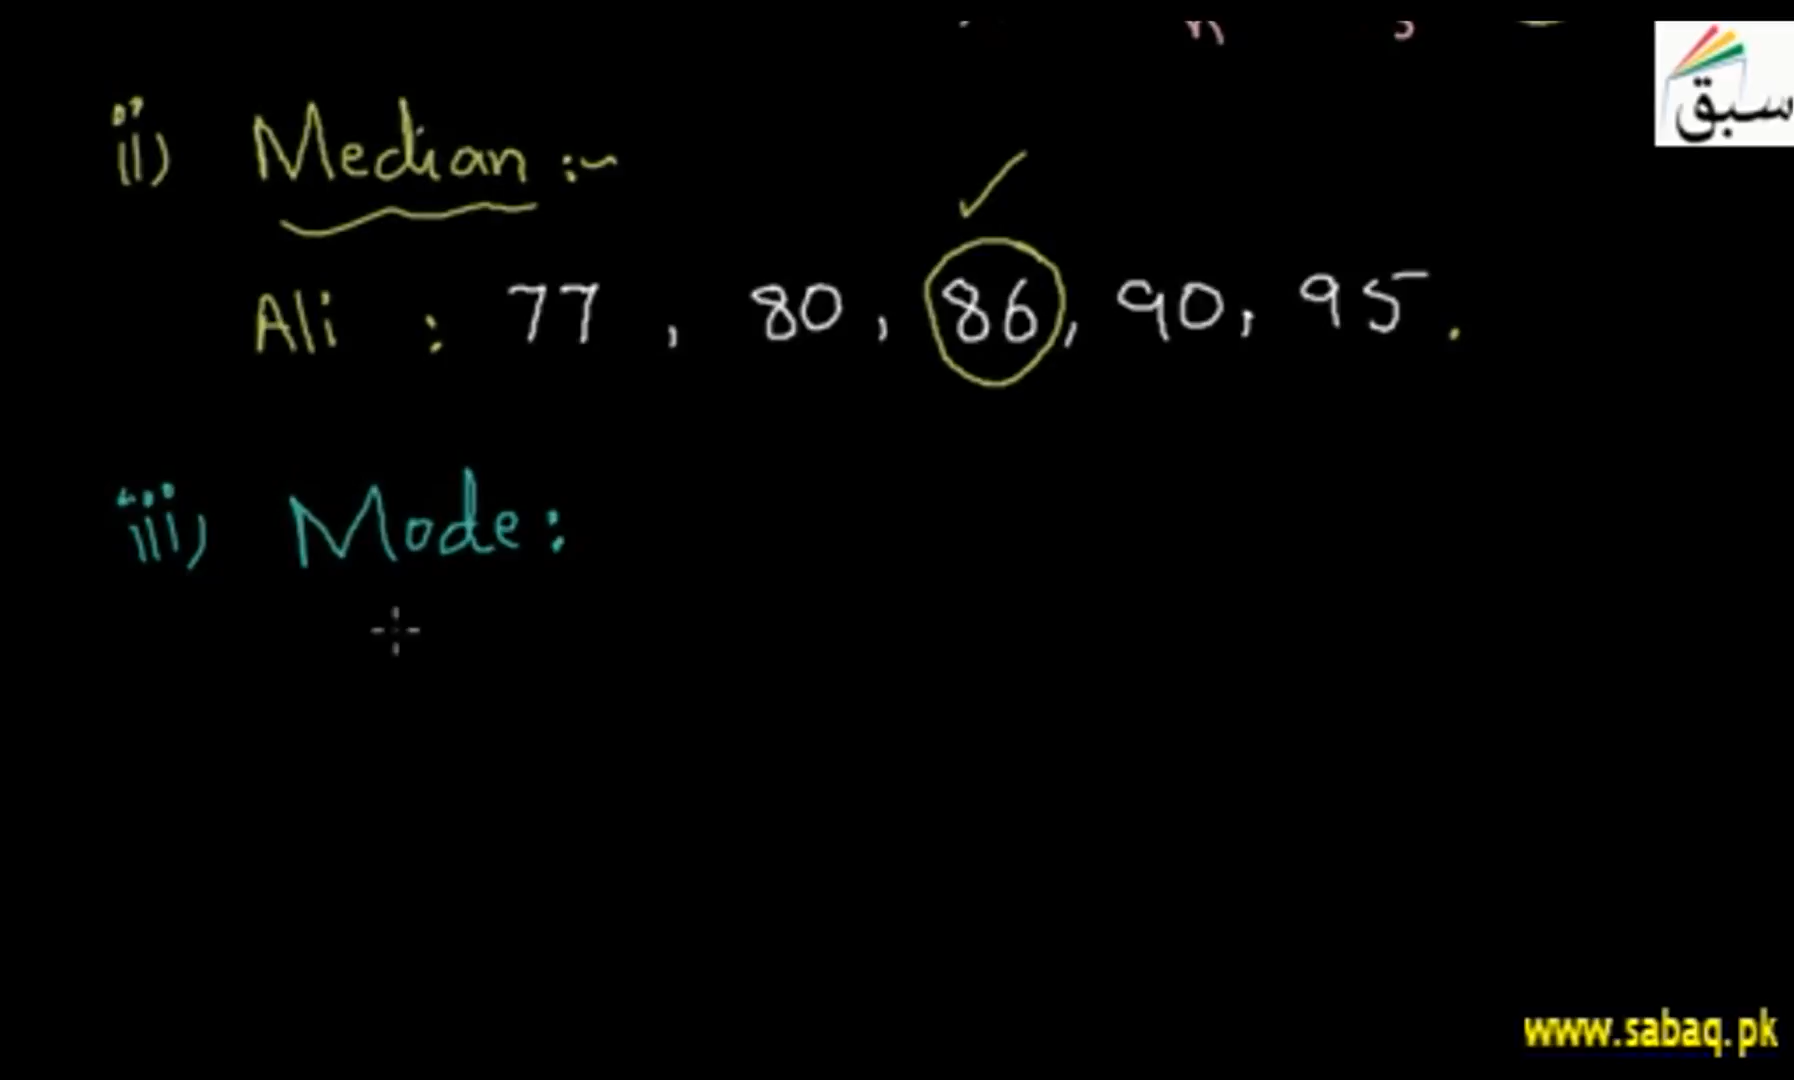 سبق
ii) Median :~
Ali : 77 , 80 , 86 , 90 , 95 .
iii) Mode :
www.sabaq.pk